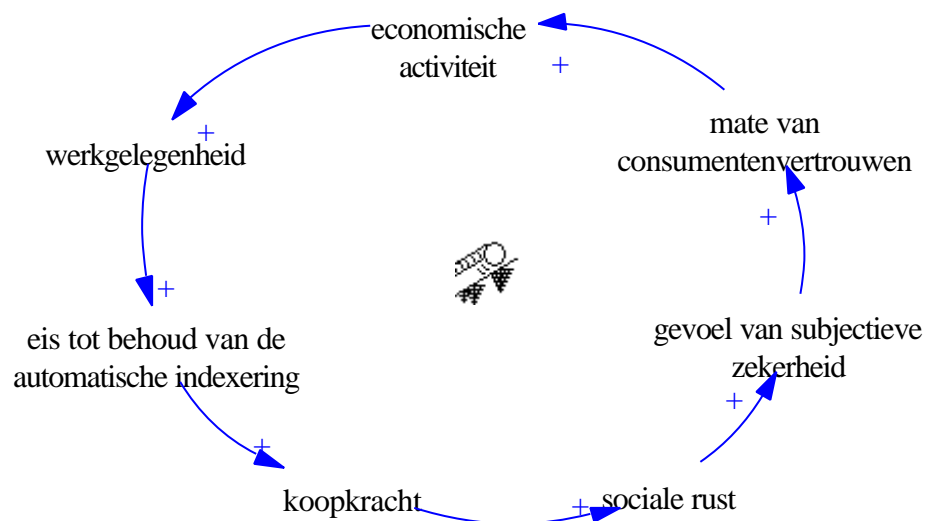 economische
activiteit
+
mate van
consumentenvertrouwen
+
werkgelegenheid
+
+
gevoel van subjectieve
zekerheid
+
eis tot behoud van de
automatische indexering
+
koopkracht
+
sociale rust